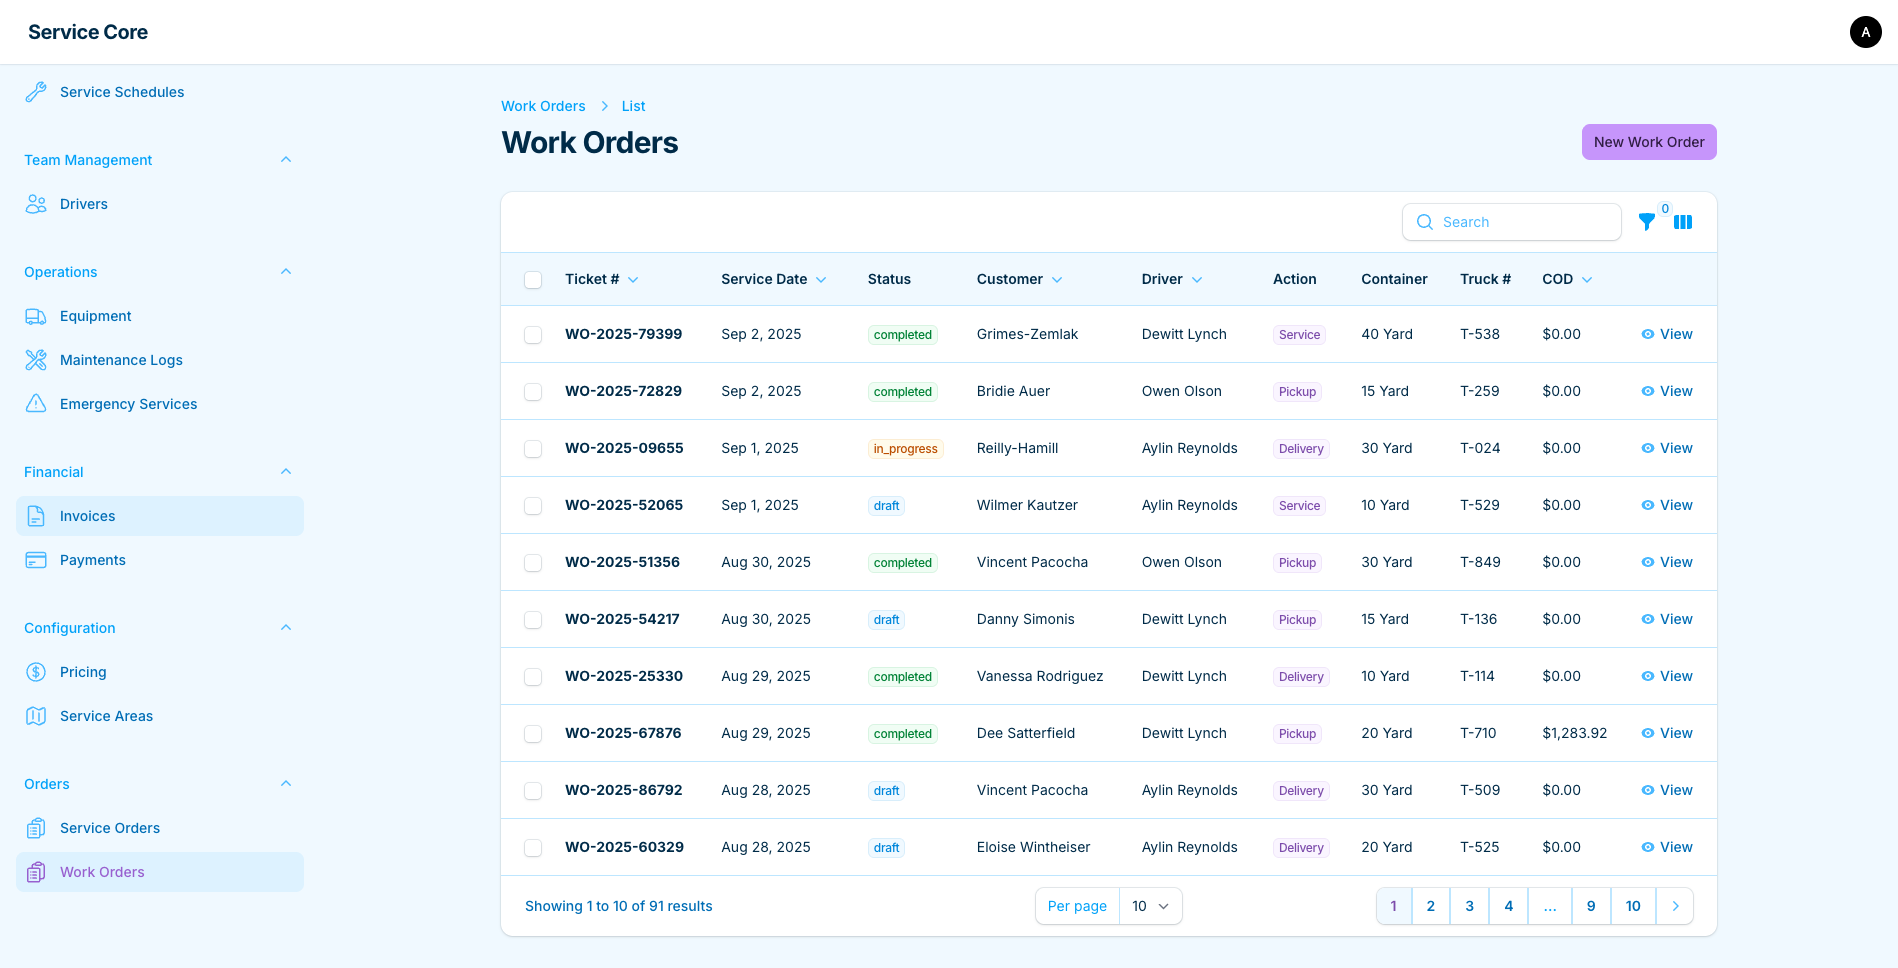 Service Core
A
Service Schedules
Team Management
Drivers
Operations
Equipment
Maintenance Logs
Emergency Services
Financial
Invoices
Payments
Configuration
Pricing
Service Areas
Orders
Service Orders
Work Orders
Work Orders > List
Work Orders
New Work Order
Search
0
Ticket # Service Date Status Customer Driver Action Container Truck # COD
WO-2025-79399 Sep 2, 2025 completed Grimes-Zemlak Dewitt Lynch Service 40 Yard T-538 $0.00 View
WO-2025-72829 Sep 2, 2025 completed Bridie Auer Owen Olson Pickup 15 Yard T-259 $0.00 View
WO-2025-09655 Sep 1, 2025 in_progress Reilly-Hamill Aylin Reynolds Delivery 30 Yard T-024 $0.00 View
WO-2025-52065 Sep 1, 2025 draft Wilmer Kautzer Aylin Reynolds Service 10 Yard T-529 $0.00 View
WO-2025-51356 Aug 30, 2025 completed Vincent Pacocha Owen Olson Pickup 30 Yard T-849 $0.00 View
WO-2025-54217 Aug 30, 2025 draft Danny Simonis Dewitt Lynch Pickup 15 Yard T-136 $0.00 View
WO-2025-25330 Aug 29, 2025 completed Vanessa Rodriguez Dewitt Lynch Delivery 10 Yard T-114 $0.00 View
WO-2025-67876 Aug 29, 2025 completed Dee Satterfield Dewitt Lynch Pickup 20 Yard T-710 $1,283.92 View
WO-2025-86792 Aug 28, 2025 draft Vincent Pacocha Aylin Reynolds Delivery 30 Yard T-509 $0.00 View
WO-2025-60329 Aug 28, 2025 draft Eloise Wintheiser Aylin Reynolds Delivery 20 Yard T-525 $0.00 View
Showing 1 to 10 of 91 results Per page 10 1 2 3 4 ... 9 10